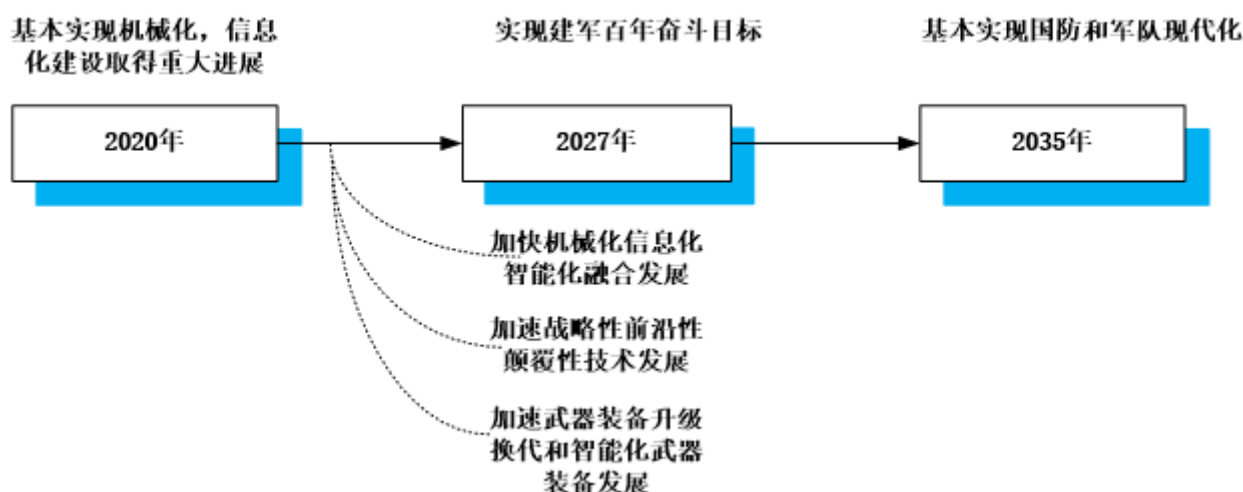 基本实现机械化，信息
化建设取得重大进展
实现建军百年奋斗目标
基本实现国防和军队现代化
2020年
2027年
2035年
加快机械化信息化
智能化融合发展
加速战略性前沿性
颠覆性技术发展
加速武器装备升级
换代和智能化武器
装备发展